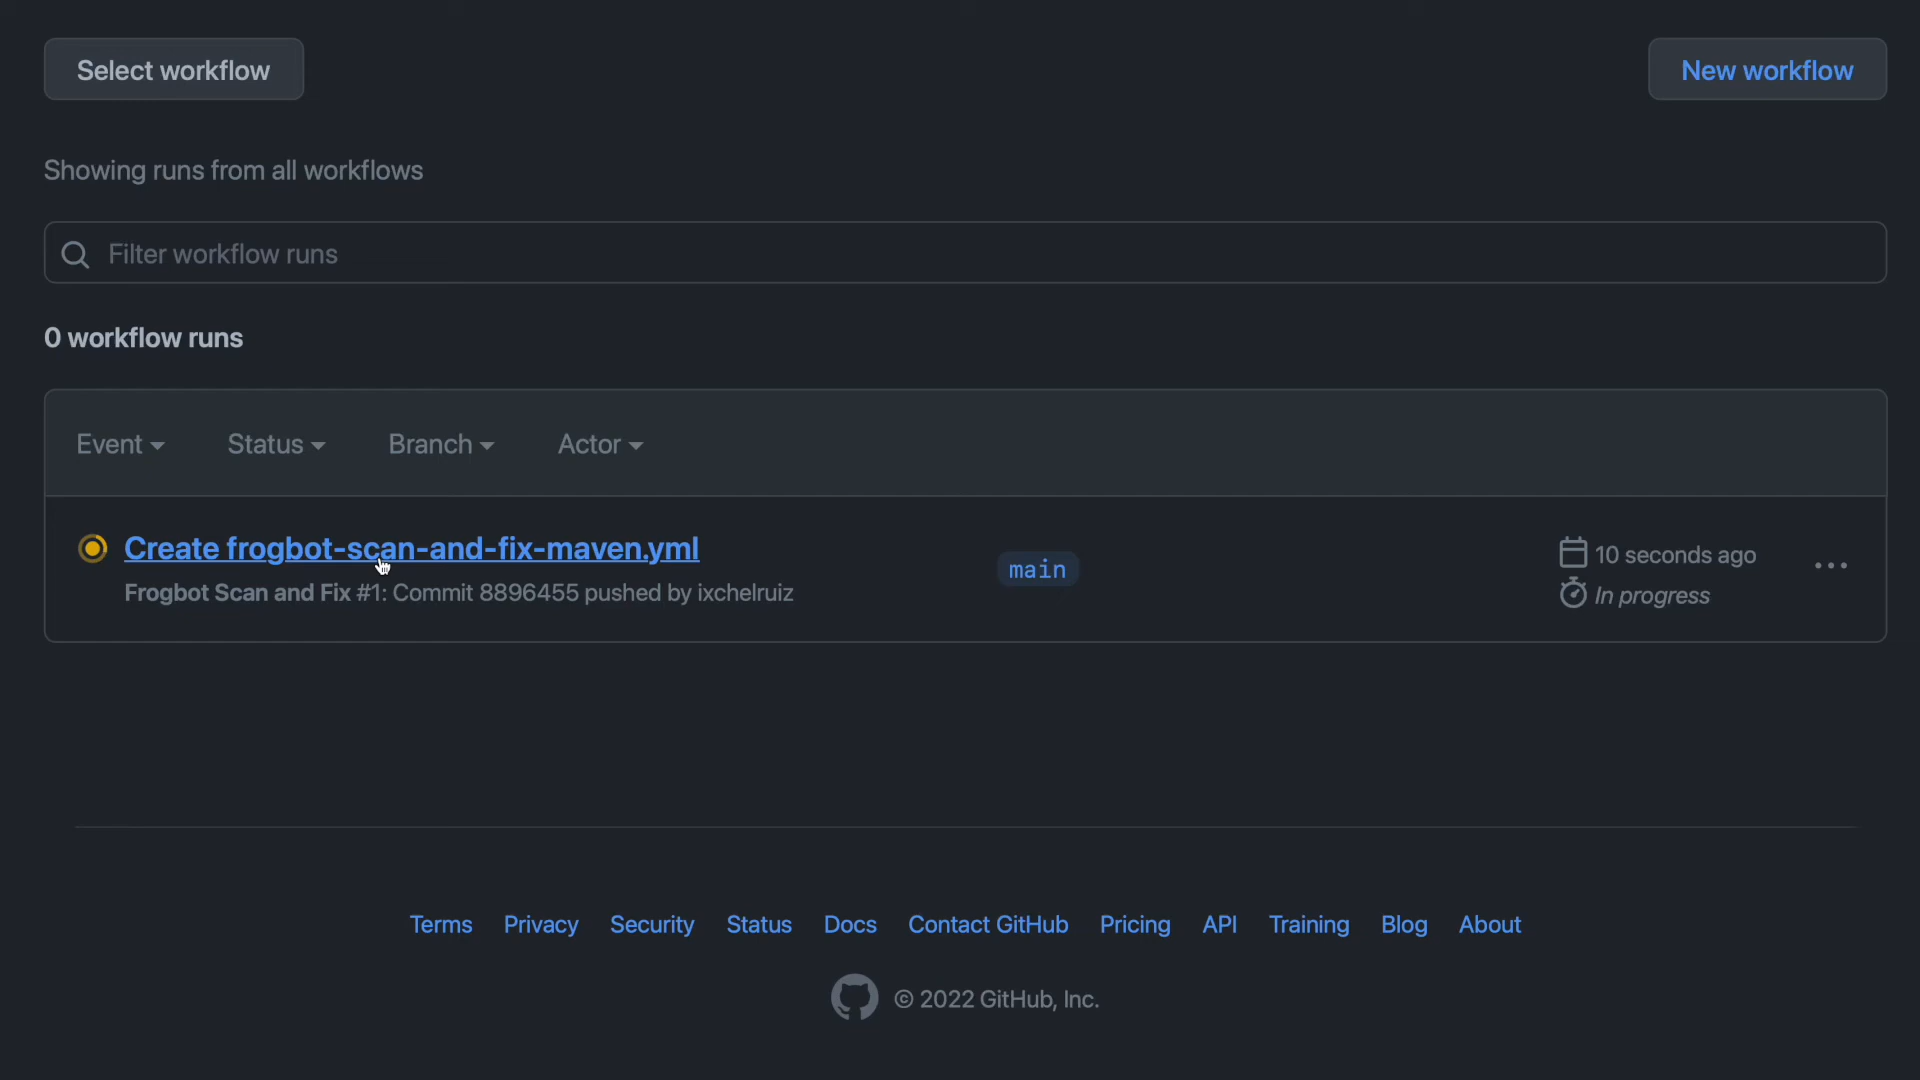 Select workflow
New workflow
Showing runs from all workflows
Filter workflow runs
0 workflow runs
Event Status Branch Actor
Create frogbot-scan-and-fix-maven.yml
Frogbot Scan and Fix #1: Commit 8896455 pushed by ixchelruiz
main
10 seconds ago
In progress
Terms Privacy Security Status Docs Contact GitHub Pricing API Training Blog About
© 2022 GitHub, Inc.